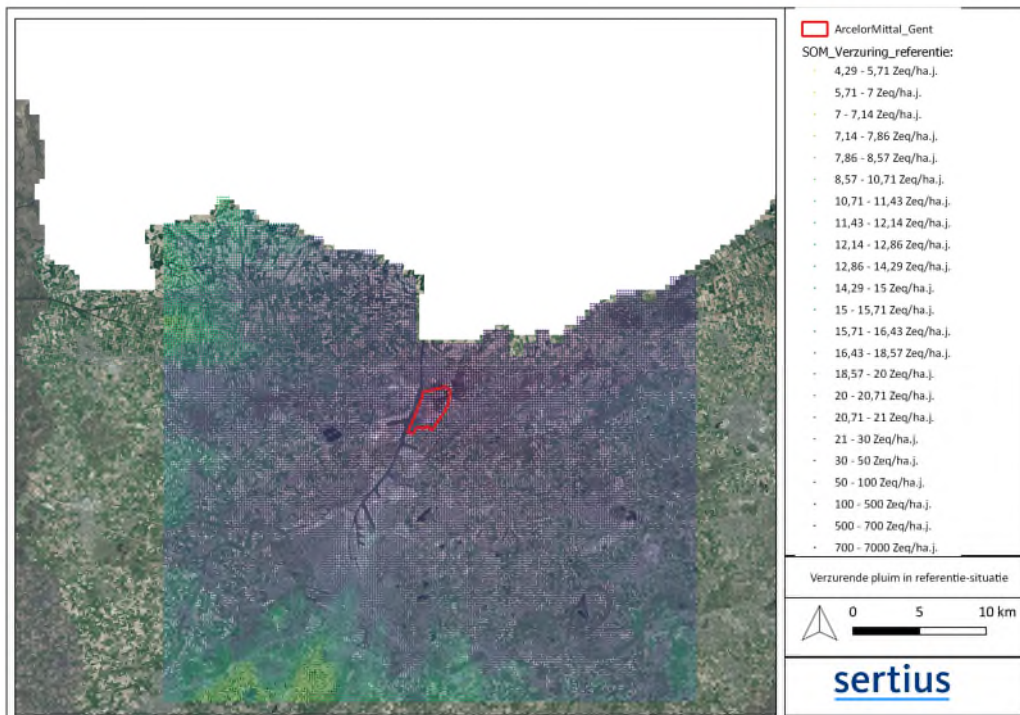 ArcelorMittal_Gent
SOM_Verzuring_referentie:
4,29 - 5,71 Zeq/ha.j.
5,71 - 7 Zeq/ha.j.
7 - 7,14 Zeq/ha.j.
7,14 - 7,86 Zeq/ha.j.
7,86 - 8,57 Zeq/ha.j.
8,57 - 10,71 Zeq/ha.j.
10,71 - 11,43 Zeq/ha.j.
11,43 - 12,14 Zeq/ha.j.
12,14 - 12,86 Zeq/ha.j.
12,86 - 14,29 Zeq/ha.j.
14,29 - 15 Zeq/ha.j.
15 - 15,71 Zeq/ha.j.
15,71 - 16,43 Zeq/ha.j.
16,43 - 18,57 Zeq/ha.j.
18,57 - 20 Zeq/ha.j.
20 - 20,71 Zeq/ha.j.
20,71 - 21 Zeq/ha.j.
21 - 30 Zeq/ha.j.
30 - 50 Zeq/ha.j.
50 - 100 Zeq/ha.j.
100 - 500 Zeq/ha.j.
500 - 700 Zeq/ha.j.
700 - 7000 Zeq/ha.j.
Verzurende pluim in referentie-situatie
0 5 10 km
sertius